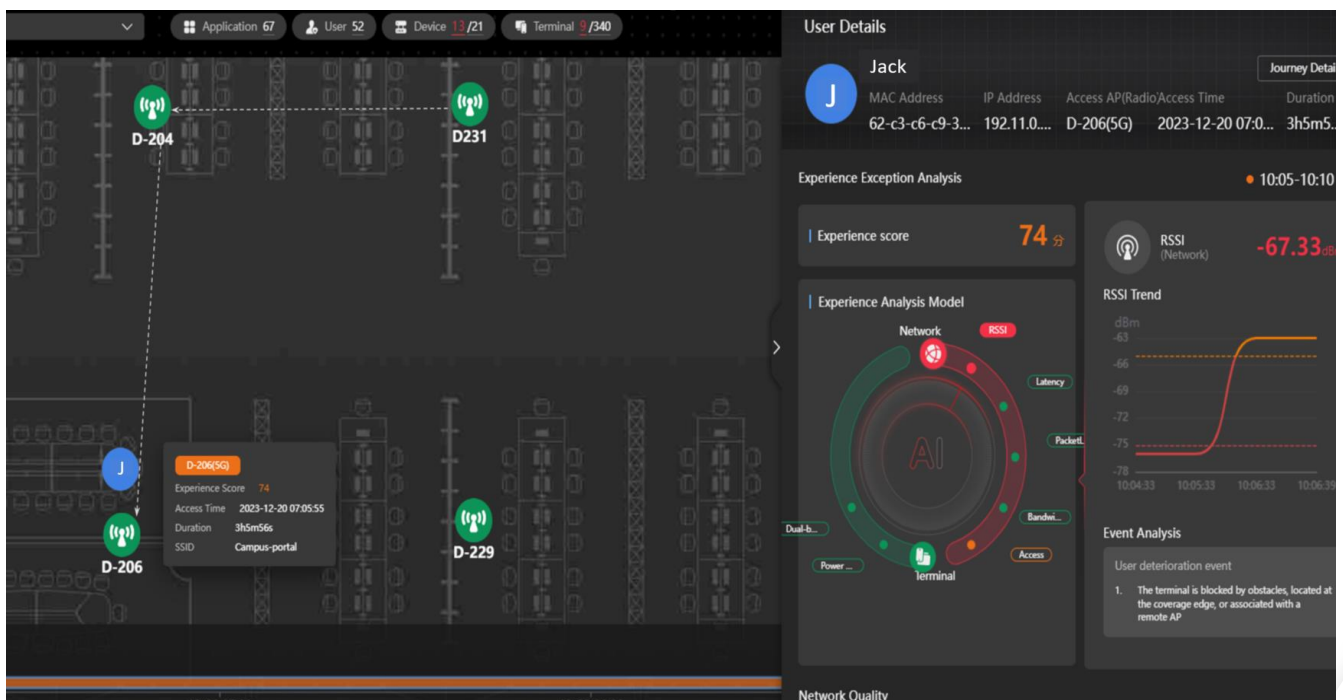 Application 67 User 52 Device 13/21 Terminal 9/340
D-204
D231
J
D-206(5G)
Experience Score 74
Access Time 2023-12-20 07:05:55
Duration 3h5m56s
SSID Campus-portal
D-206
D-229
User Details
J
Jack
Journey Detai
MAC Address IP Address Access AP(Radio Access Time Duration
62-c3-c6-c9-3... 192.11.0.... D-206(5G) 2023-12-20 07:0... 3h5m5.
Experience Exception Analysis
10:05-10:10
Experience score 74 分
Experience Analysis Model
Network
RSSI
Latency
PacketL
Bandwi...
Access
Terminal
Power ...
Dual-b...
AI
RSSI
(Network)
-67.33 dB
RSSI Trend
dBm
-63
-66
-69
-72
-75
-78
10:04:33 10:05:33 10:06:33 10:06:39
Event Analysis
User deterioration event
1. The terminal is blocked by obstacles, located at
the coverage edge, or associated with a
remote AP
Network Quality